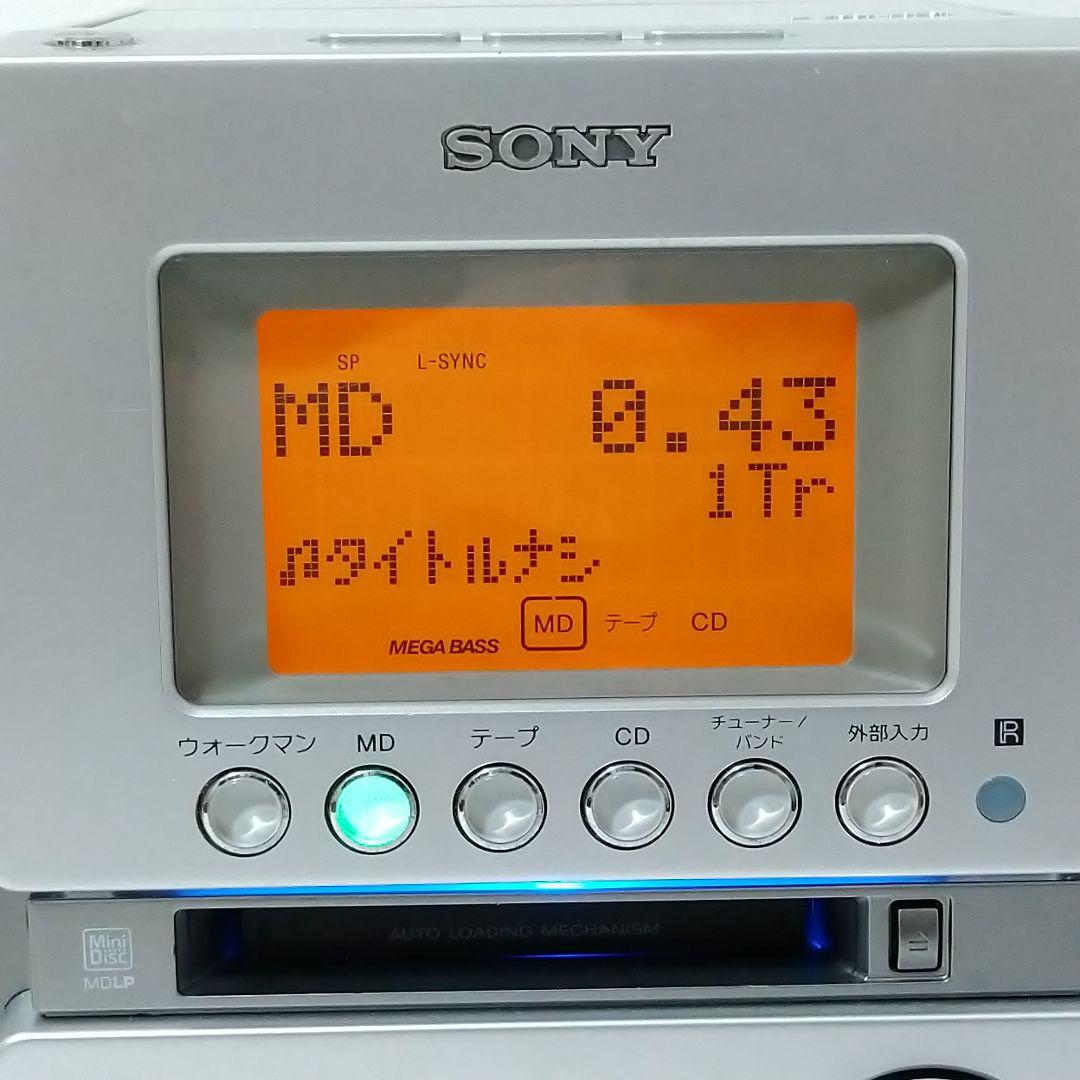 SONY
SP L-SYNC
MD 0.43
1Tr
♫タイトルナシ
MEGA BASS MD テープ CD
ウォークマン MD テープ CD チューナー/
バンド 外部入力 R
AUTO LOADING MECHANISM
Mini
Disc
MDLP